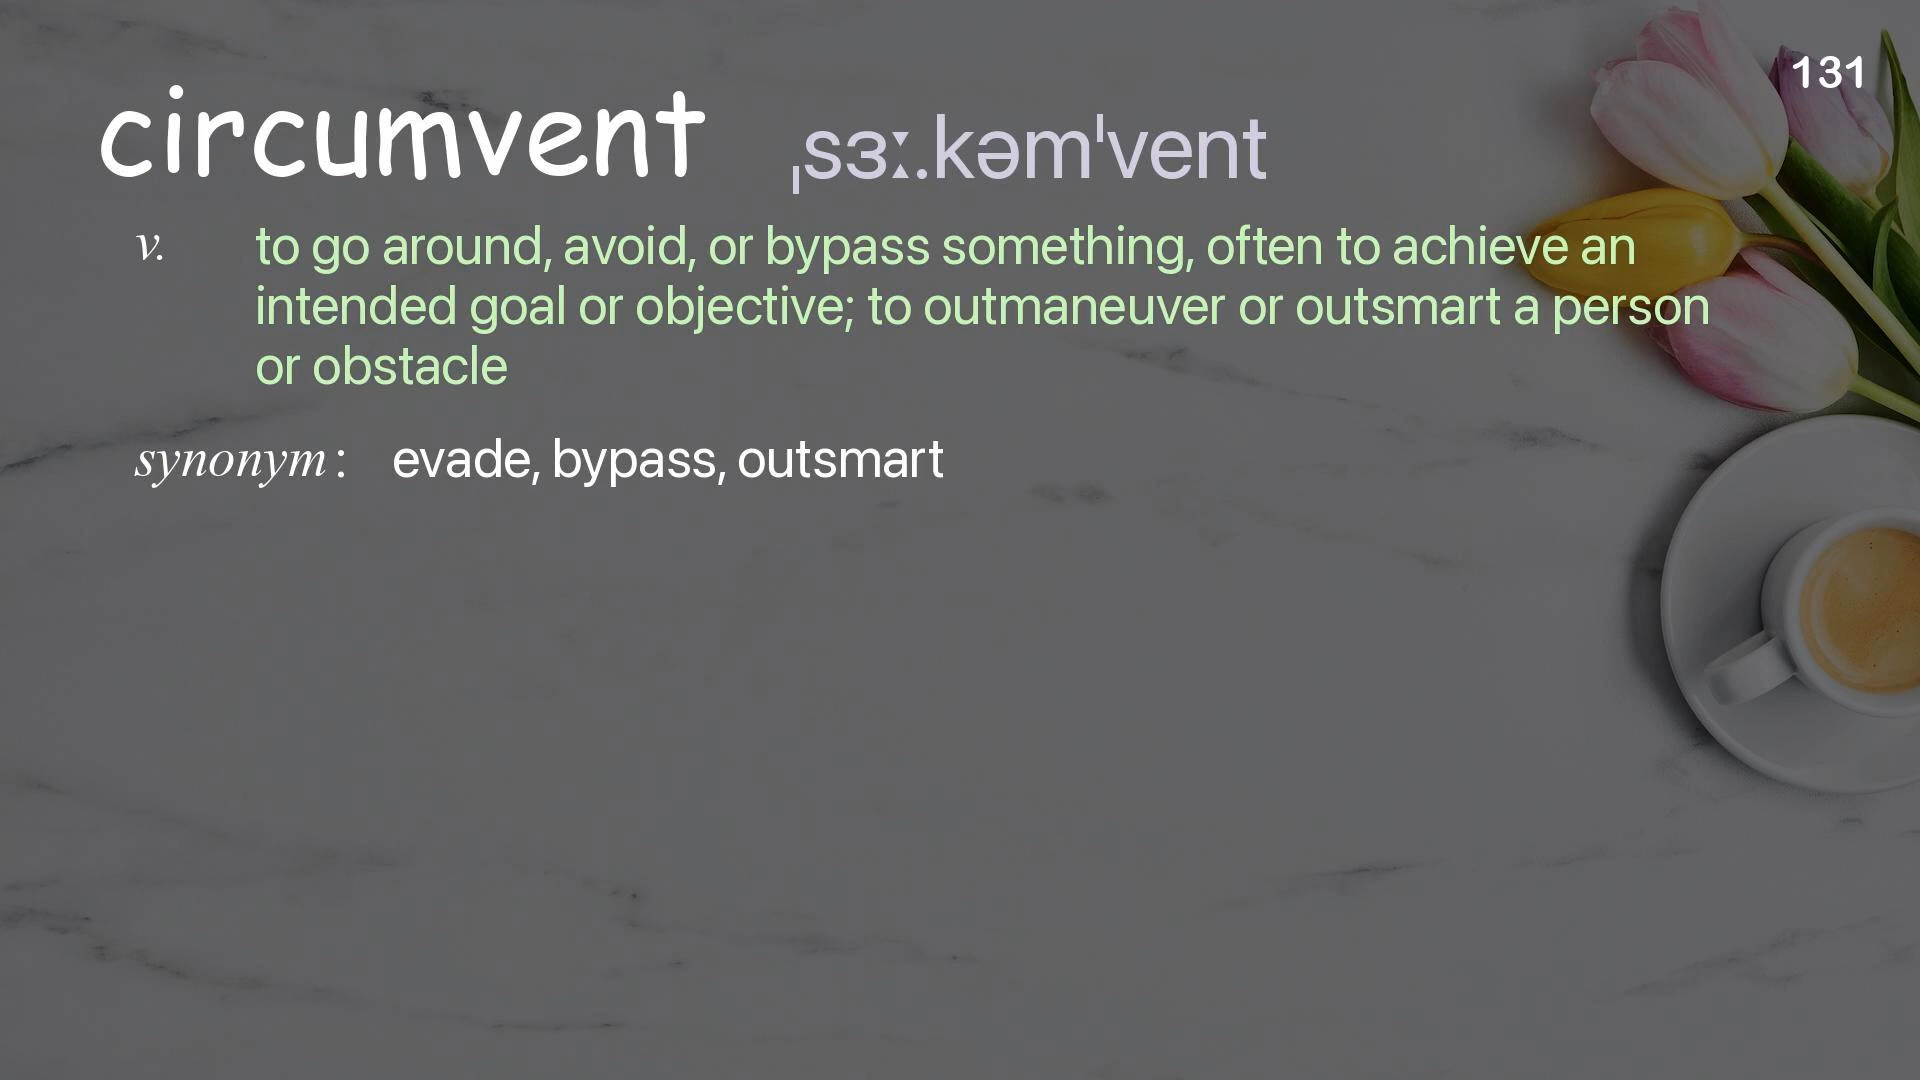 131
circumvent ˌsɜː.kəmˈvent
v. to go around, avoid, or bypass something, often to achieve an
intended goal or objective; to outmaneuver or outsmart a person
or obstacle
synonym: evade, bypass, outsmart